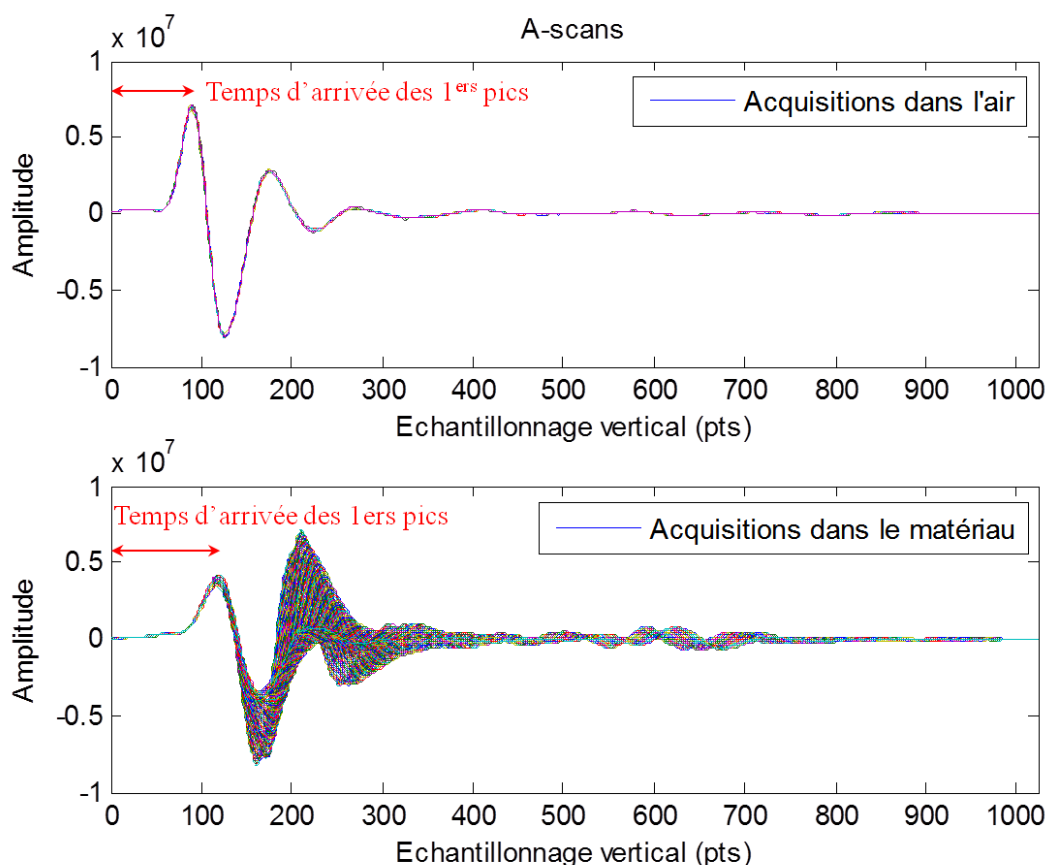 A-scans
x 10^7
Temps d'arrivée des 1^ers pics
Acquisitions dans l'air
1
0.5
0
-0.5
-1
Amplitude
0 100 200 300 400 500 600 700 800 900 1000
Echantillonnage vertical (pts)
x 10^7
Temps d'arrivée des 1ers pics
Acquisitions dans le matériau
1
0.5
0
-0.5
-1
Amplitude
0 100 200 300 400 500 600 700 800 900 1000
Echantillonnage vertical (pts)